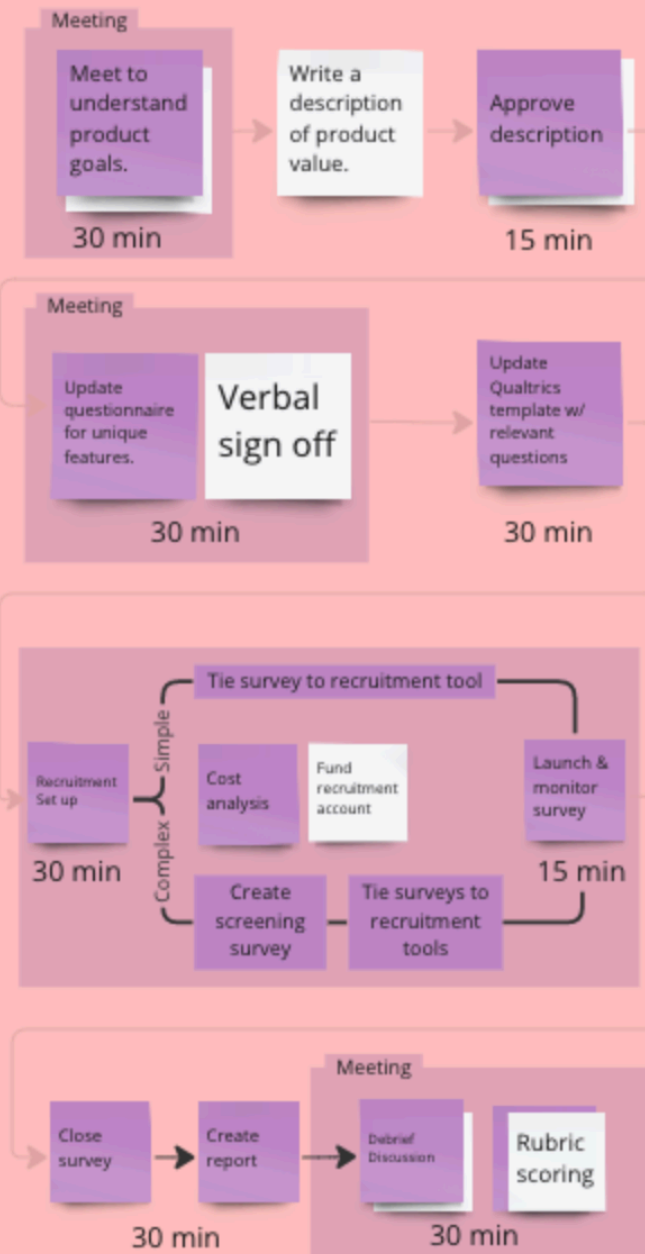 Meeting
Meet to
understand
product
goals.
30 min
Write a
description
of product
value.
Approve
description
15 min
Meeting
Update
questionnaire
for unique
features.
Verbal
sign off
30 min
Update
Qualtrics
template w/
relevant
questions
30 min
Recruitment
Set up
30 min
Simple
Complex
Tie survey to recruitment tool
Cost
analysis
Fund
recruitment
account
Create
screening
survey
Tie surveys to
recruitment
tools
Launch &
monitor
survey
15 min
Close
survey
Create
report
30 min
Meeting
Debrief
Discussion
Rubric
scoring
30 min